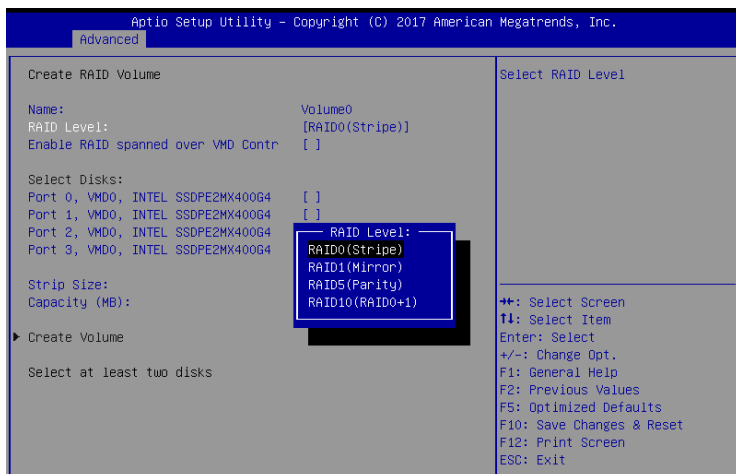 Aptio Setup Utility – Copyright (C) 2017 American Megatrends, Inc.
Advanced
Create RAID Volume
Name: Volume0
RAID Level: [RAID0(Stripe)]
Enable RAID spanned over VMD Contr [ ]
Select Disks:
Port 0, VMD0, INTEL SSDPE2MX400G4 [ ]
Port 1, VMD0, INTEL SSDPE2MX400G4 [ ]
Port 2, VMD0, INTEL SSDPE2MX400G4
Port 3, VMD0, INTEL SSDPE2MX400G4
Strip Size:
Capacity (MB):
Create Volume
Select at least two disks
RAID Level:
RAID0(Stripe)
RAID1(Mirror)
RAID5(Parity)
RAID10(RAID0+1)
Select RAID Level
→←: Select Screen
↑↓: Select Item
Enter: Select
+/-: Change Opt.
F1: General Help
F2: Previous Values
F5: Optimized Defaults
F10: Save Changes & Reset
F12: Print Screen
ESC: Exit